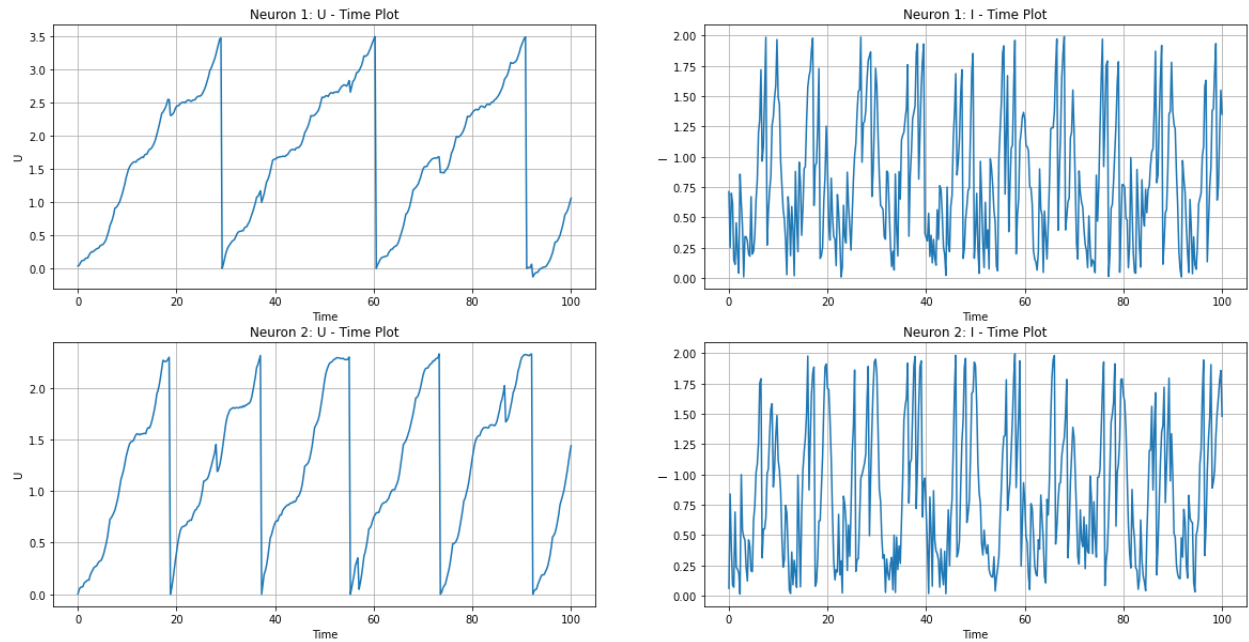 Neuron 1: U - Time Plot
3.5
3.0
2.5
2.0
1.5
1.0
0.5
0.0
U
0 20 40 60 80 100
Time
Neuron 1: I - Time Plot
2.00
1.75
1.50
1.25
1.00
0.75
0.50
0.25
0.00
I
0 20 40 60 80 100
Time
Neuron 2: U - Time Plot
2.0
1.5
1.0
0.5
0.0
U
0 20 40 60 80 100
Time
Neuron 2: I - Time Plot
2.00
1.75
1.50
1.25
1.00
0.75
0.50
0.25
0.00
I
0 20 40 60 80 100
Time